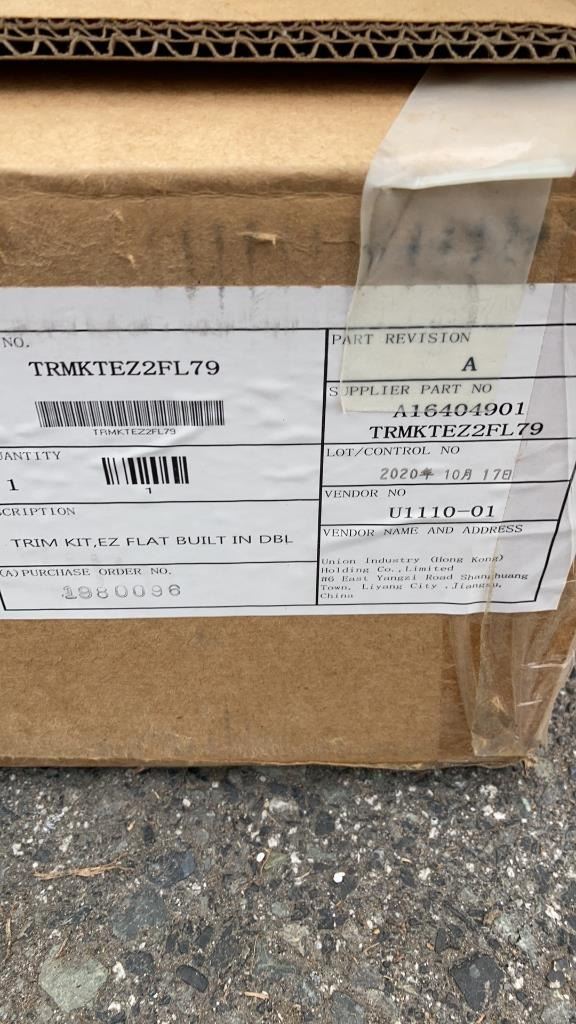 NO.
TRMKTEZ2FL79
TRMKTEZ2FL79
UANTITY
1
1
CRIPTION
TRIM KIT,EZ FLAT BUILT IN DBL
(A)PURCHASE ORDER NO.
1980096
PART REVISION
A
SUPPLIER PART NO
A16404901
TRMKTEZ2FL79
LOT/CONTROL NO
2020年 10月 17日
VENDOR NO
U1110-01
VENDOR NAME AND ADDRESS
Union Industry (Hong Kong)
Holding Co.,Limited
#6 East Yangzi Road Shanghuang
Town, Liyang City ,Jiangsu,
China